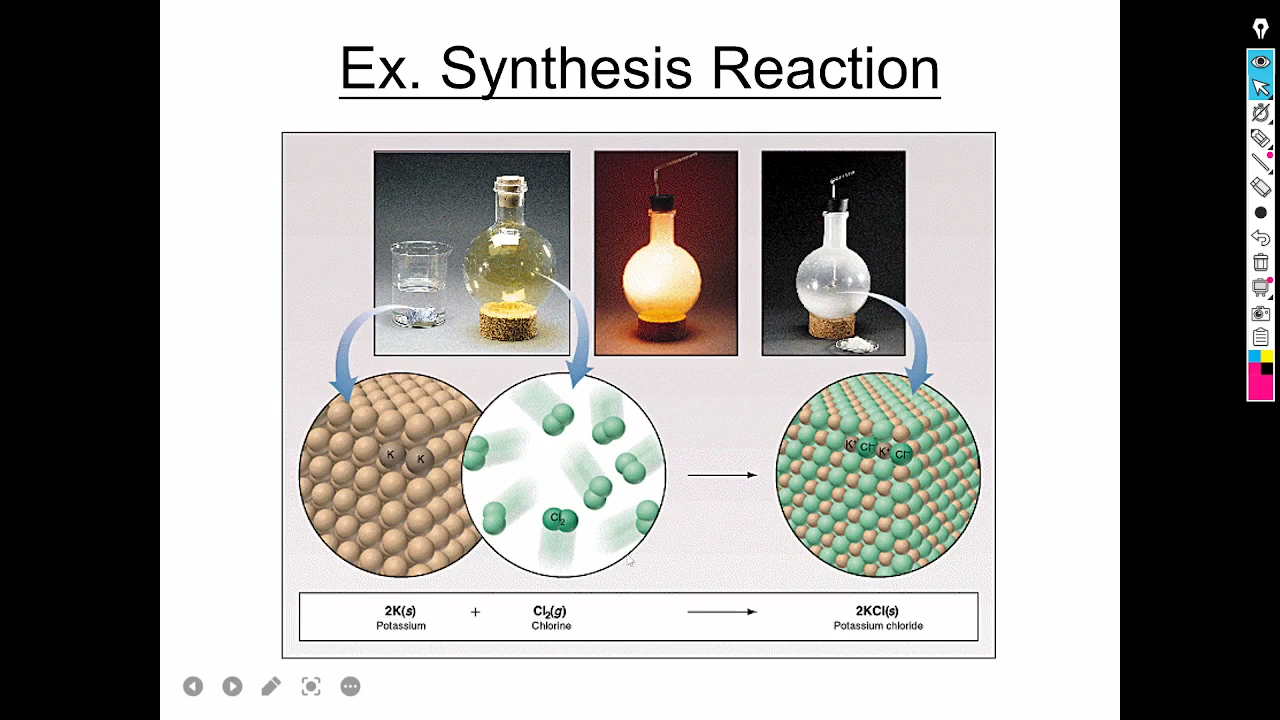 Ex. Synthesis Reaction
K K
Cl₂
K⁺ Cl⁻ K⁺ Cl⁻
2K(s) + Cl₂(g) → 2KCl(s)
Potassium Chlorine Potassium chloride